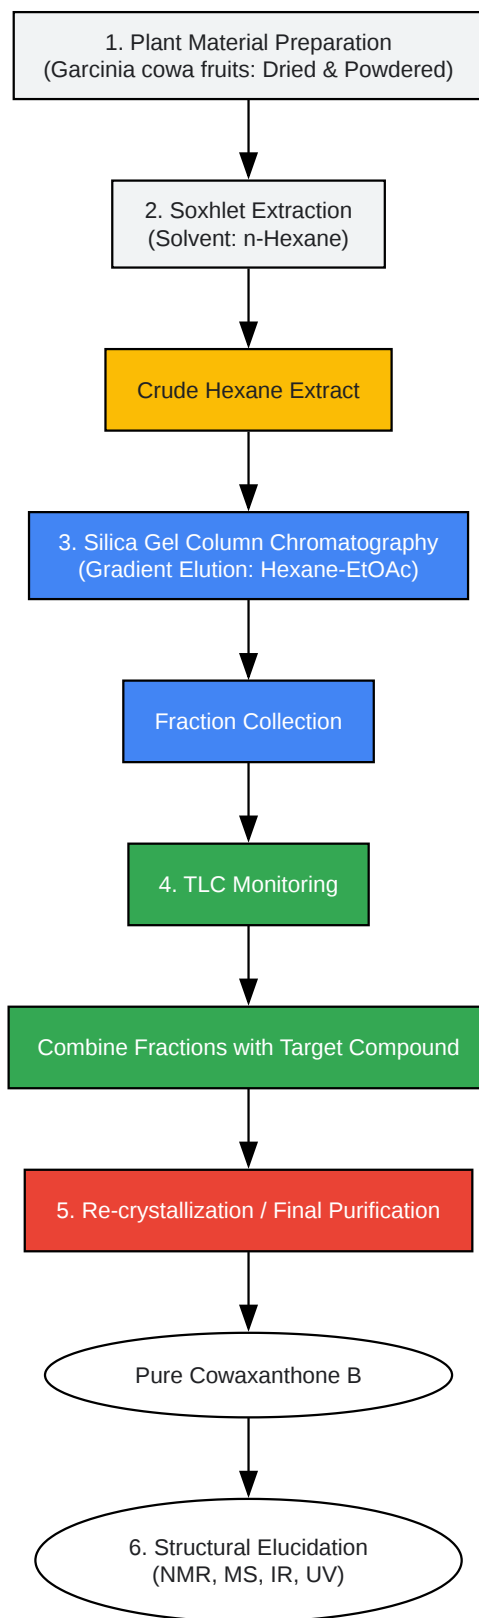 1. Plant Material Preparation
(Garcinia cowa fruits: Dried & Powdered)
2. Soxhlet Extraction
(Solvent: n-Hexane)
Crude Hexane Extract
3. Silica Gel Column Chromatography
(Gradient Elution: Hexane-EtOAc)
Fraction Collection
4. TLC Monitoring
Combine Fractions with Target Compound
5. Re-crystallization / Final Purification
Pure Cowaxanthone B
6. Structural Elucidation
(NMR, MS, IR, UV)